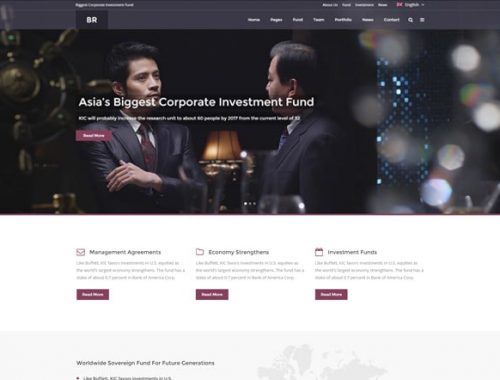 Biggest Corporate Investment Fund
About Us Fund Investment News English
BR Home Pages Fund Team Portfolio News Contact
Asia's Biggest Corporate Investment Fund
KIC will probably increase the research unit to about 60 people by 2017 from the current level of 32
Read More
Management Agreements
Like Buffett, KIC favors investments in U.S. equities as
the world's largest economy strengthens. The fund has a
stake of about 0.7 percent in Bank of America Corp.
Read More
Economy Strengthens
Like Buffett, KIC favors investments in U.S. equities as
the world's largest economy strengthens. The fund has a
stake of about 0.7 percent in Bank of America Corp.
Read More
Investment Funds
Like Buffett, KIC favors investments in U.S. equities as
the world's largest economy strengthens. The fund has a
stake of about 0.7 percent in Bank of America Corp.
Read More
Worldwide Sovereign Fund For Future Generations
Like Buffett, KIC favors investments in U.S.